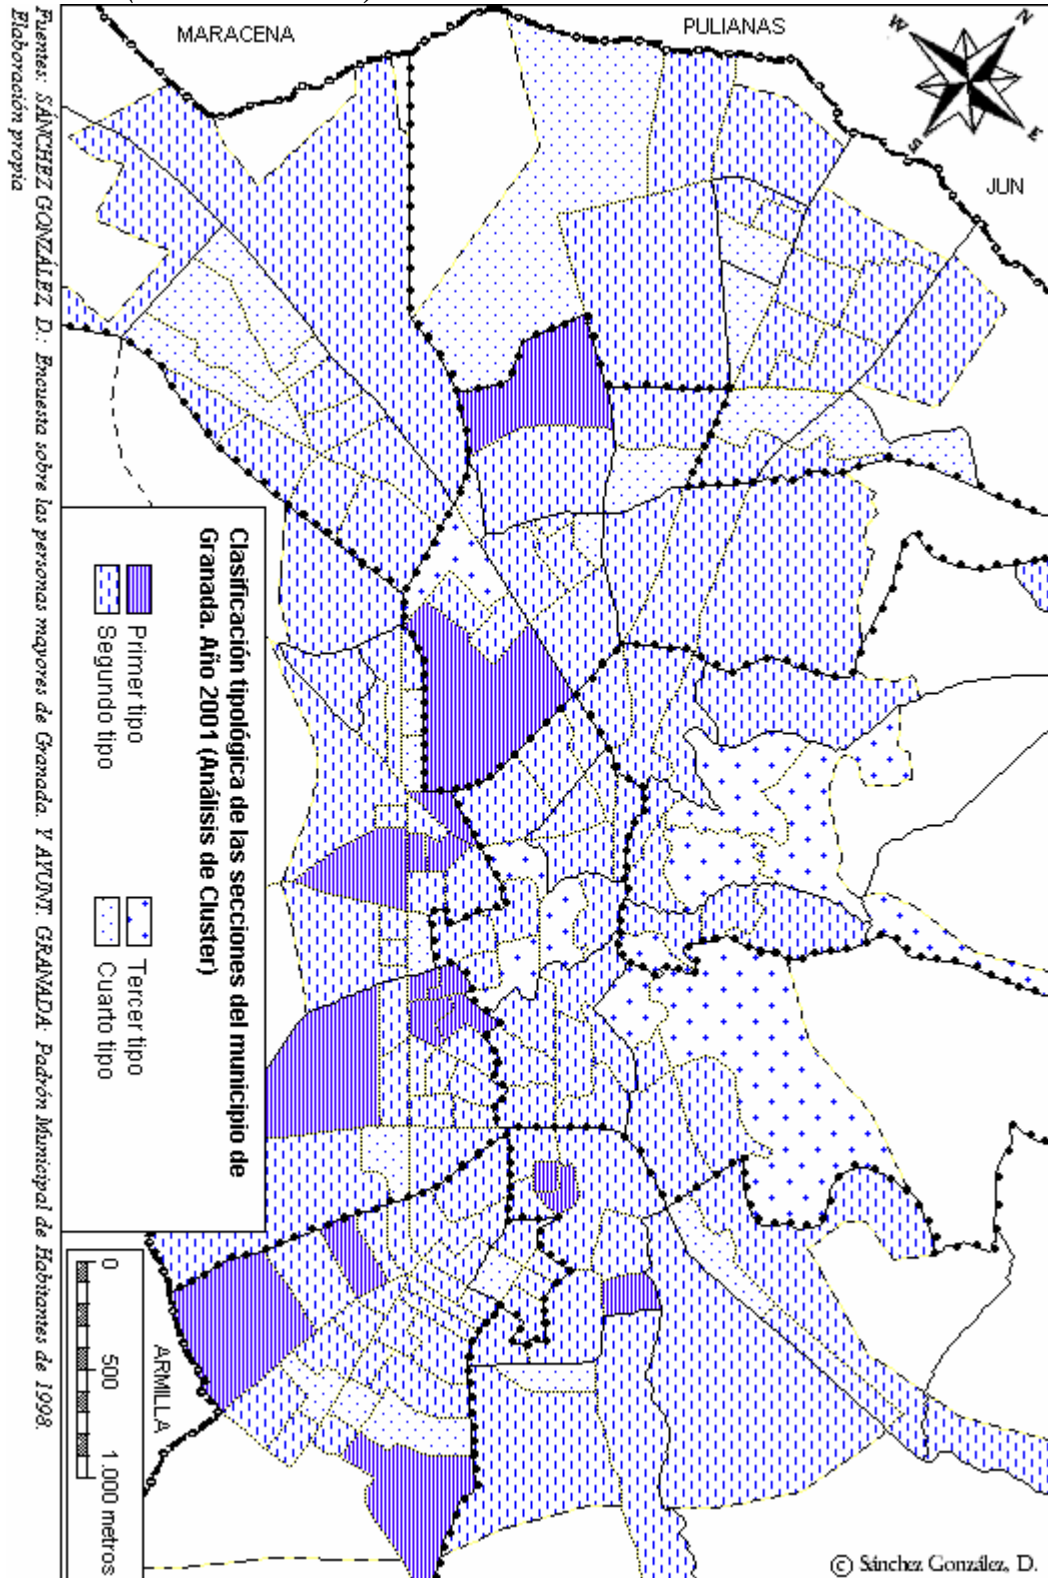 MARACENA
PULIANAS
JUN
N
W
E
S
Clasificación tipológica de las secciones del municipio de
Granada. Año 2001 (Análisis de Cluster)
Primer tipo
Segundo tipo
Tercer tipo
Cuarto tipo
ARMILLA
0 500 1.000 metros
Fuentes: SÁNCHEZ GONZÁLEZ D.: Encuesta sobre las personas mayores de Granada. Y AYUNT. GRANADA. Padrón Municipal de Habitantes de 1998.
Elaboración propia
© Sánchez González, D.